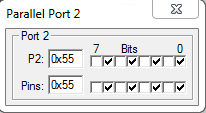 Parallel Port 2
Port 2
7 Bits 0
P2: 0x55
Pins: 0x55